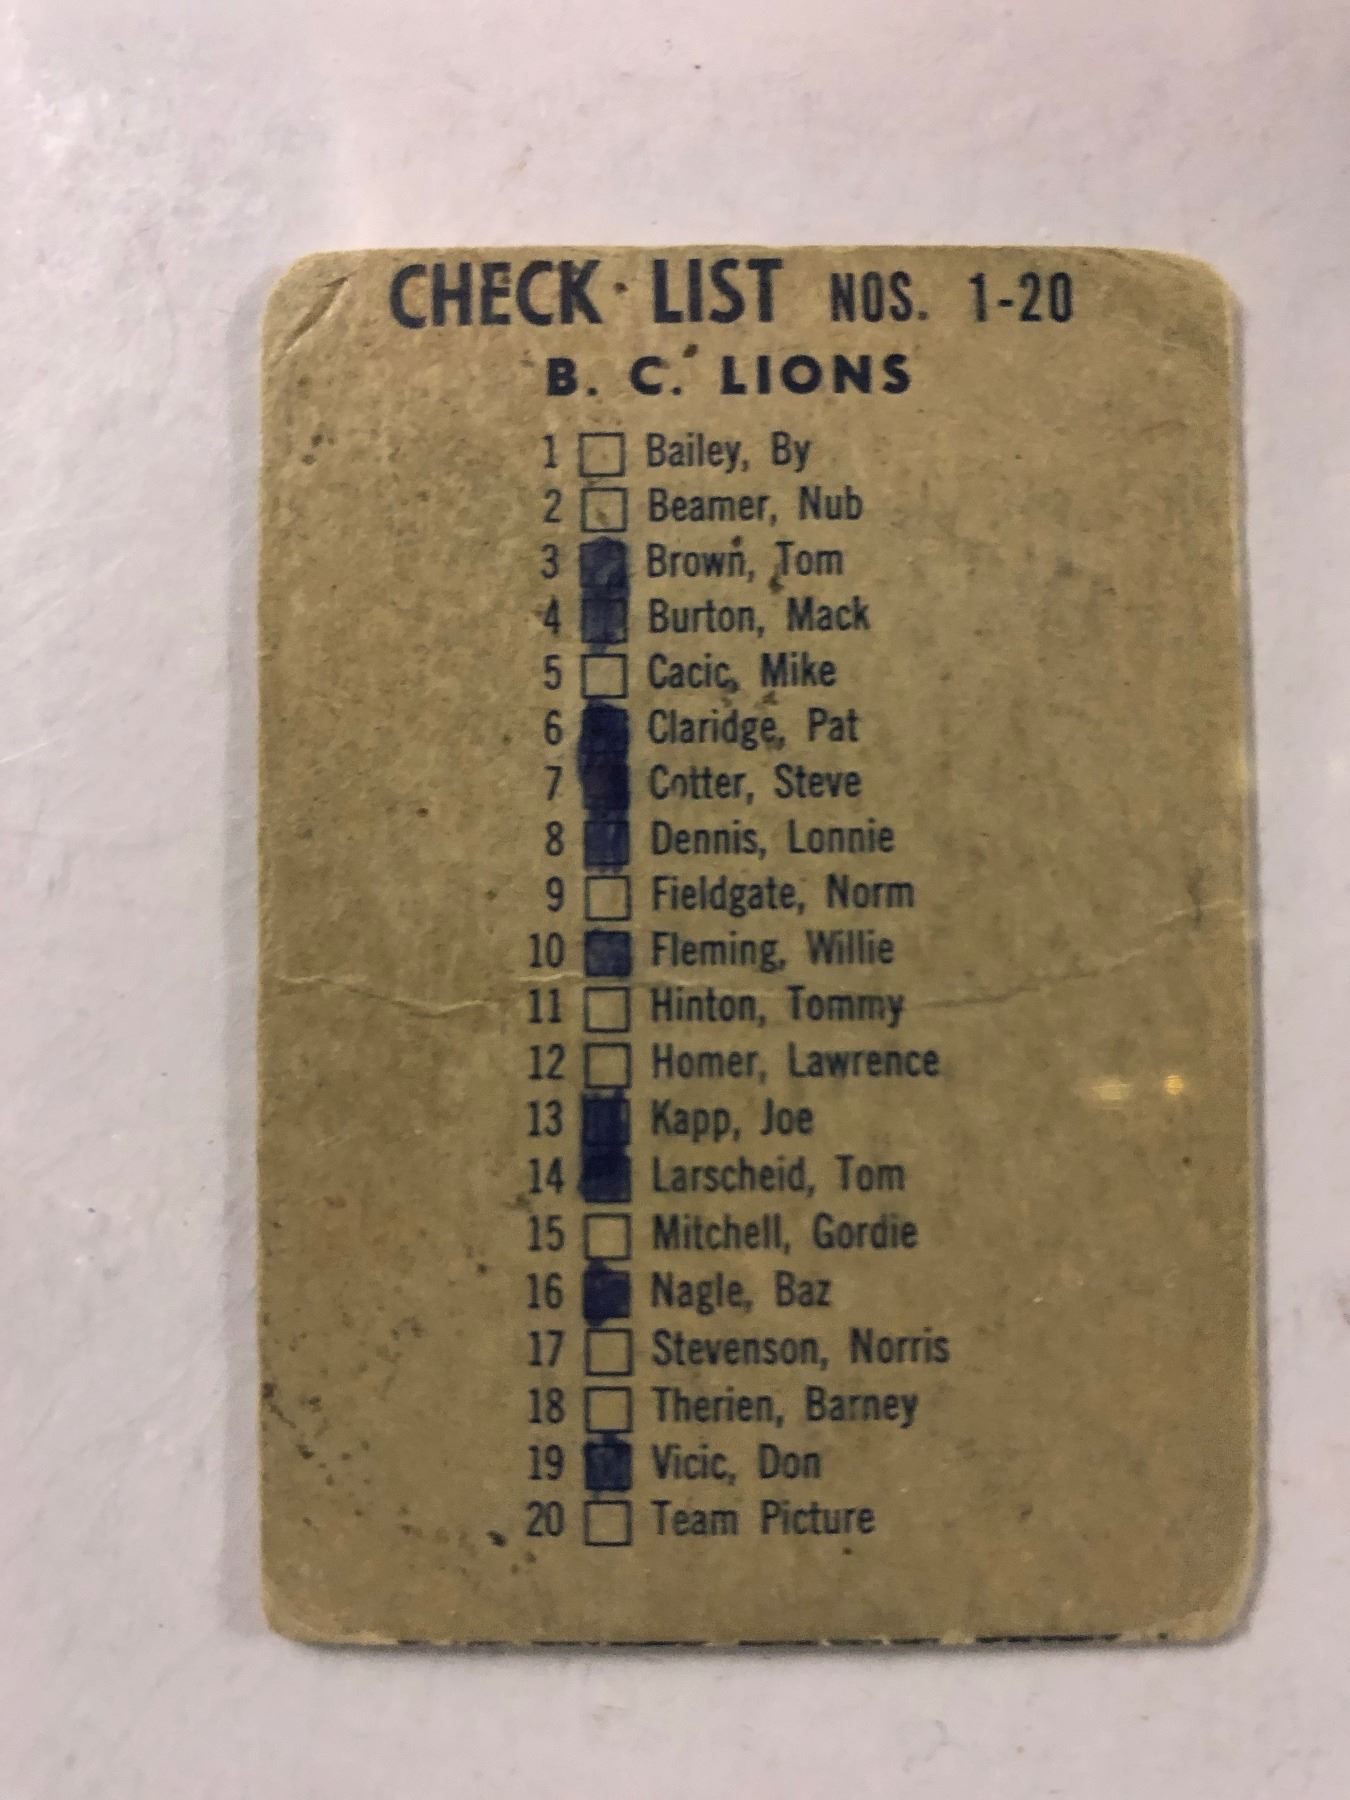 CHECK LIST NOS. 1-20
B. C. LIONS
1 Bailey, By
2 Beamer, Nub
3 Brown, Tom
4 Burton, Mack
5 Cacic, Mike
6 Claridge, Pat
7 Cotter, Steve
8 Dennis, Lonnie
9 Fieldgate, Norm
10 Fleming, Willie
11 Hinton, Tommy
12 Homer, Lawrence
13 Kapp, Joe
14 Larscheid, Tom
15 Mitchell, Gordie
16 Nagle, Baz
17 Stevenson, Norris
18 Therien, Barney
19 Vicic, Don
20 Team Picture